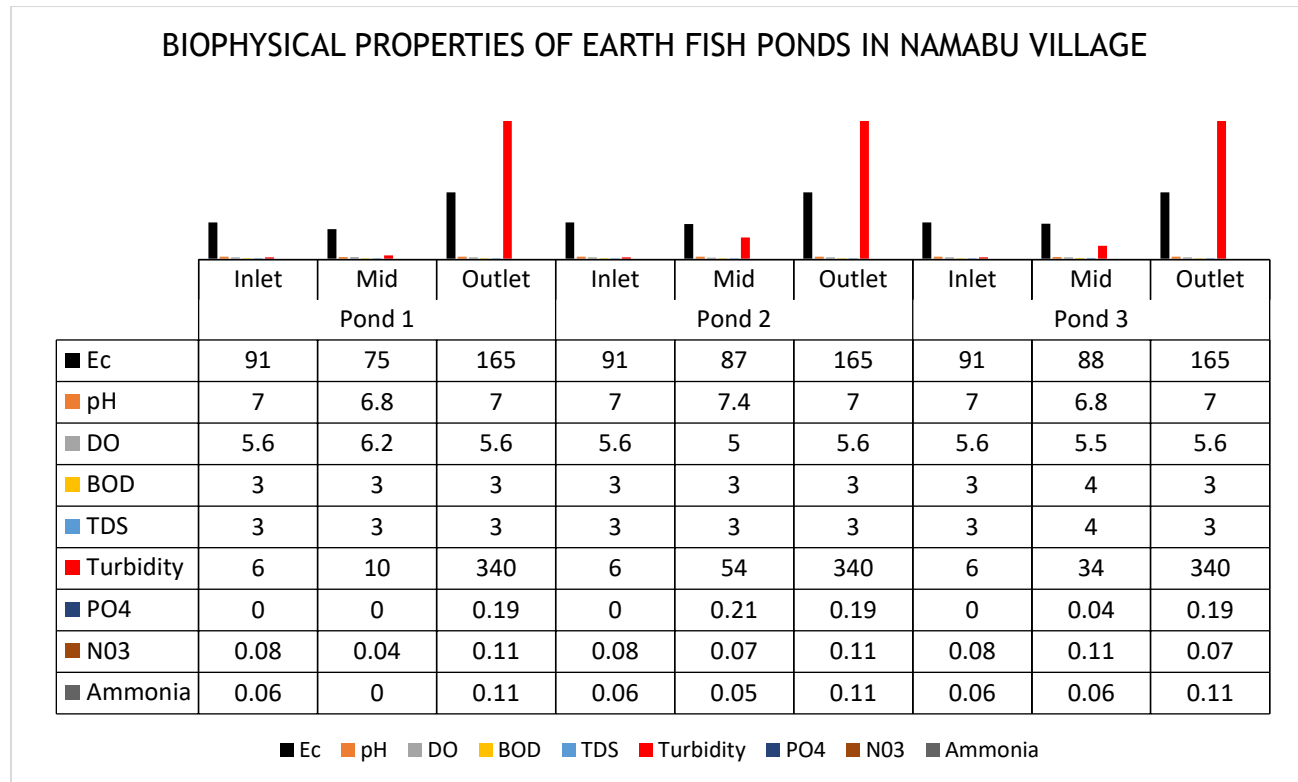 BIOPHYSICAL PROPERTIES OF EARTH FISH PONDS IN NAMABU VILLAGE
Inlet Mid Outlet Inlet Mid Outlet Inlet Mid Outlet
Pond 1 Pond 2 Pond 3
Ec 91 75 165 91 87 165 91 88 165
pH 7 6.8 7 7 7.4 7 7 6.8 7
DO 5.6 6.2 5.6 5.6 5 5.6 5.6 5.5 5.6
BOD 3 3 3 3 3 3 3 4 3
TDS 3 3 3 3 3 3 3 4 3
Turbidity 6 10 340 6 54 340 6 34 340
PO4 0 0 0.19 0 0.21 0.19 0 0.04 0.19
N03 0.08 0.04 0.11 0.08 0.07 0.11 0.08 0.11 0.07
Ammonia 0.06 0 0.11 0.06 0.05 0.11 0.06 0.06 0.11
Ec pH DO BOD TDS Turbidity PO4 N03 Ammonia